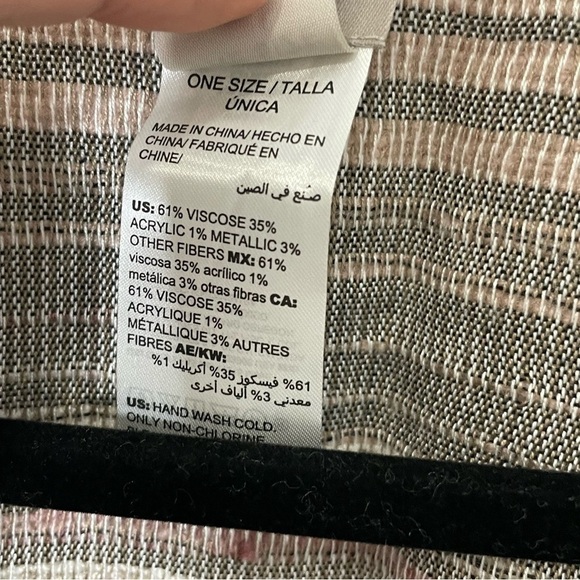 ONE SIZE / TALLA
ÚNICA
MADE IN CHINA/ HECHO EN
CHINA/ FABRIQUÉ EN
CHINE/
صُنع في الصين
US: 61% VISCOSE 35%
ACRYLIC 1% METALLIC 3%
OTHER FIBERS MX: 61%
viscosa 35% acrílico 1%
metálica 3% otras fibras CA:
61% VISCOSE 35%
ACRYLIQUE 1%
MÉTALLIQUE 3% AUTRES
FIBRES AE/KW:
61% فيسكوز 35% أكريليك 1%
معدني 3% ألياف أخرى
US: HAND WASH COLD.
ONLY NON-CHLORINE